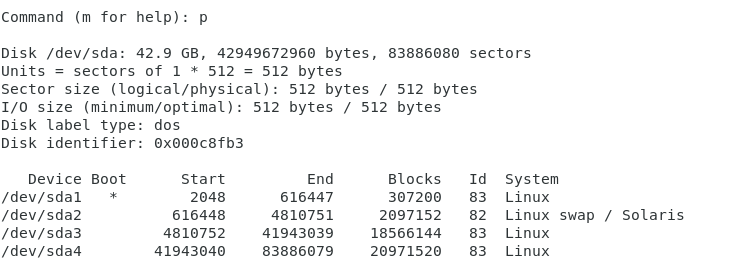 Command (m for help): p
Disk /dev/sda: 42.9 GB, 42949672960 bytes, 83886080 sectors
Units = sectors of 1 * 512 = 512 bytes
Sector size (logical/physical): 512 bytes / 512 bytes
I/O size (minimum/optimal): 512 bytes / 512 bytes
Disk label type: dos
Disk identifier: 0x000c8fb3
Device Boot Start End Blocks Id System
/dev/sda1 * 2048 616447 307200 83 Linux
/dev/sda2 616448 4810751 2097152 82 Linux swap / Solaris
/dev/sda3 4810752 41943039 18566144 83 Linux
/dev/sda4 41943040 83886079 20971520 83 Linux